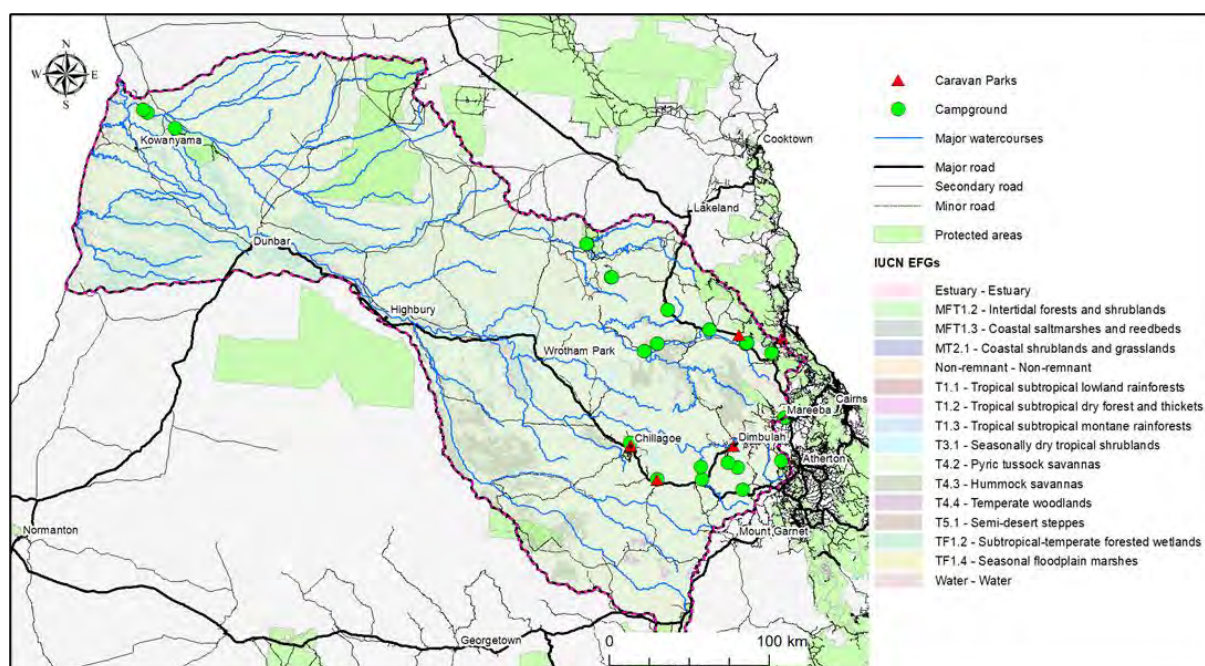 N
W
E
S
Kowanyama
Dunbar
Highbury
Wrotham Park
Lakeland
Cooktown
Chillagoe
Dimbulah
Mareeba
Cairns
Atherton
Mount Garnet
Normanton
Georgetown
0
100 km
Caravan Parks
Campground
Major watercourses
Major road
Secondary road
Minor road
Protected areas
IUCN EFGs
Estuary - Estuary
MFT1.2 - Intertidal forests and shrublands
MFT1.3 - Coastal saltmarshes and reedbeds
MT2.1 - Coastal shrublands and grasslands
Non-remnant - Non-remnant
T1.1 - Tropical subtropical lowland rainforests
T1.2 - Tropical subtropical dry forest and thickets
T1.3 - Tropical subtropical montane rainforests
T3.1 - Seasonally dry tropical shrublands
T4.2 - Pyric tussock savannas
T4.3 - Hummock savannas
T4.4 - Temperate woodlands
T5.1 - Semi-desert steppes
TF1.2 - Subtropical-temperate forested wetlands
TF1.4 - Seasonal floodplain marshes
Water - Water